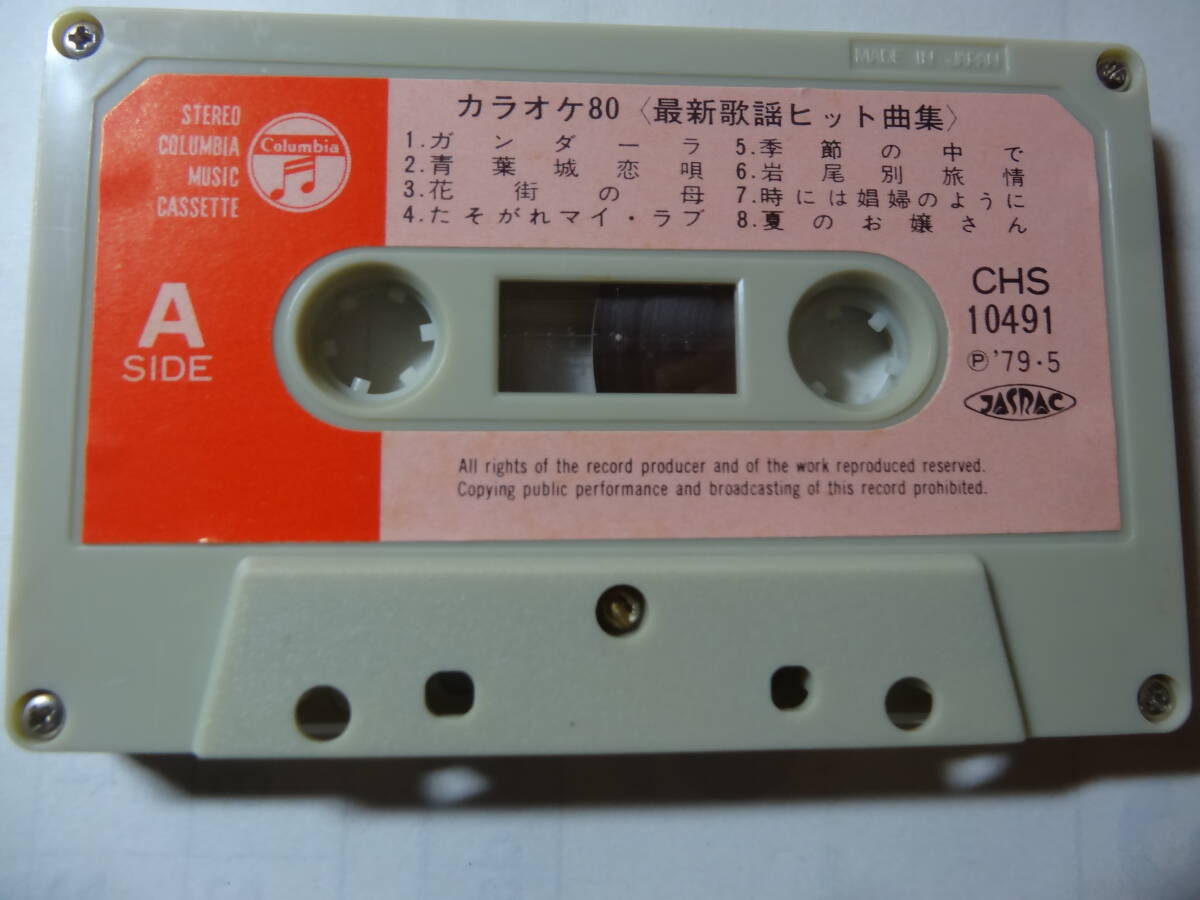 MADE IN JAPAN
STEREO
COLUMBIA
MUSIC
CASSETTE
Columbia
カラオケ80〈最新歌謡ヒット曲集〉
1.ガンダーラ
2.青葉城恋唄
3.花街の母
4.たそがれマイ・ラブ
5.季節の中で
6.岩尾別旅情
7.時には娼婦のように
8.夏のお嬢さん
A
SIDE
CHS
10491
Ⓟ'79・5
JASRAC
All rights of the record producer and of the work reproduced reserved.
Copying public performance and broadcasting of this record prohibited.